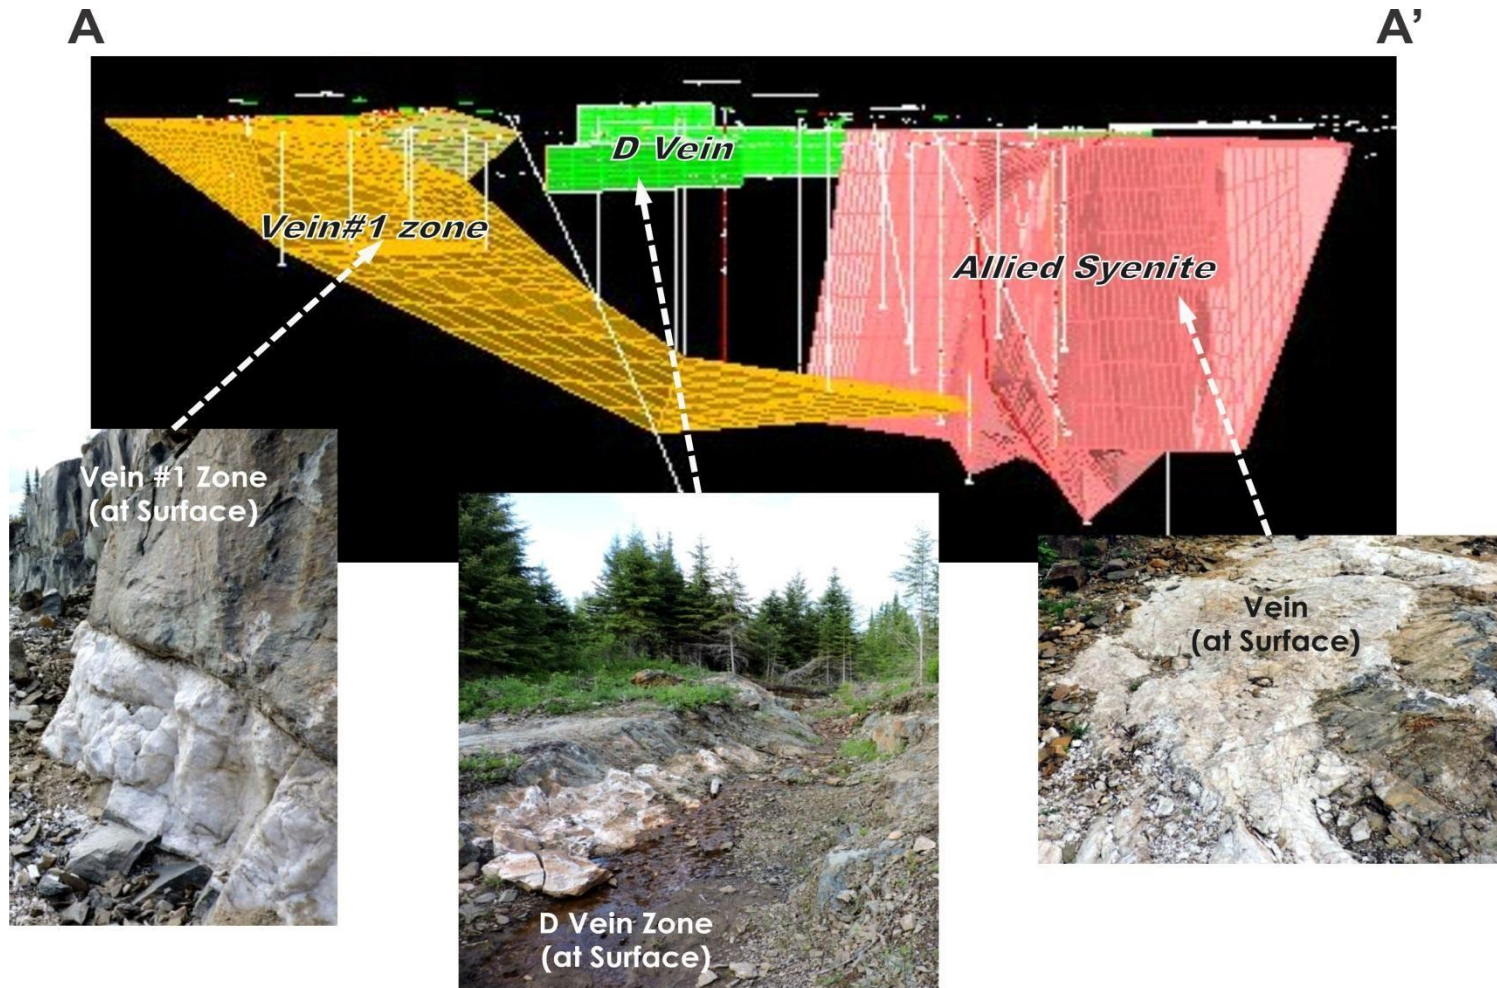 A
A’
D Vein
Vein#1 zone
Allied Syenite
Vein #1 Zone
(at Surface)
Vein
(at Surface)
D Vein Zone
(at Surface)